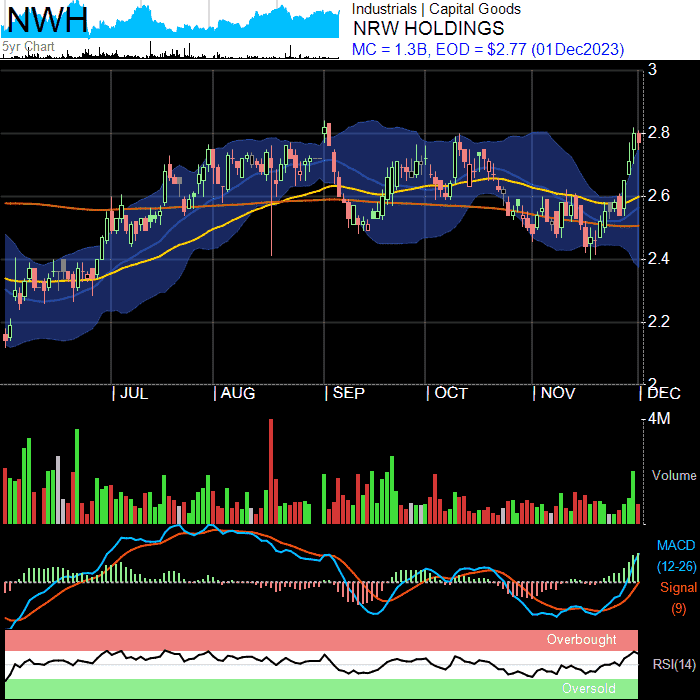 NWH
5yr Chart
Industrials | Capital Goods
NRW HOLDINGS
MC = 1.3B, EOD = $2.77 (01Dec2023)
3
2.8
2.6
2.4
2.2
2
| JUL
| AUG
| SEP
| OCT
| NOV
| DEC
4M
Volume
MACD
(12-26)
Signal
(9)
Overbought
RSI(14)
Oversold